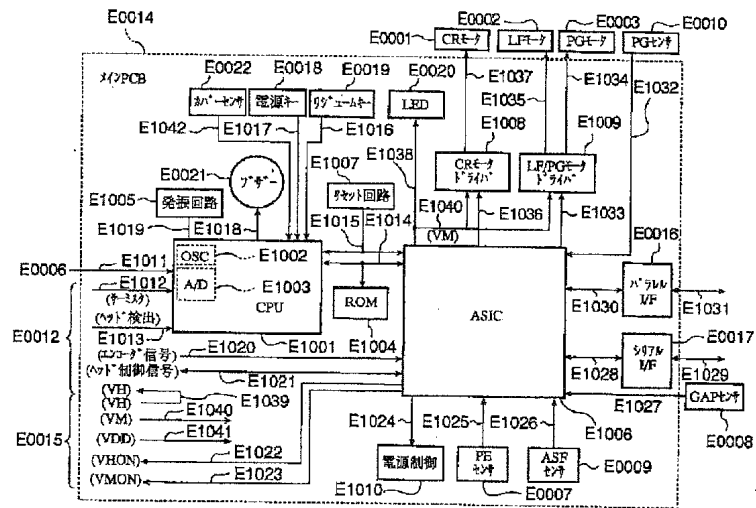 E0014
E0002
E0003
E0010
E0001
CRモータ
LFモータ
PGモータ
PGセンサ
メインPCB
E0022
E0018
E0019
E0020
E1037
E1034
E1032
カバーセンサ
電源キー
リジュームキー
LED
E1035
E1042
E1017
E1016
E1008
E1009
E0021
E1007
E1038
CRモータ
ドライバ
LF/PGモータ
ドライバ
E1005
ブザー
リセット回路
発振回路
E1015
E1014
E1040
(VM)
E1036
E1033
E1019
E1018
E0016
E0006
E1011
OSC
E1002
パラレル
I/F
E1012
A/D
E1003
(サーミスタ)
CPU
ROM
ASIC
E1030
E1031
E0012
(ヘッド検出)
E1013
E1001
E1004
E0017
(エンコーダ信号)
E1020
シリアル
I/F
(ヘッド制御信号)
E1021
E1028
E1029
(VH)
E1039
E1027
GAPセンサ
(VH)
E0015
(VM)
E1040
E1024
E1025
E1026
E1006
E0008
(VDD)
E1041
(VHON)
E1022
電源制御
PE
センサ
ASF
センサ
E0009
(VMON)
E1023
E1010
E0007